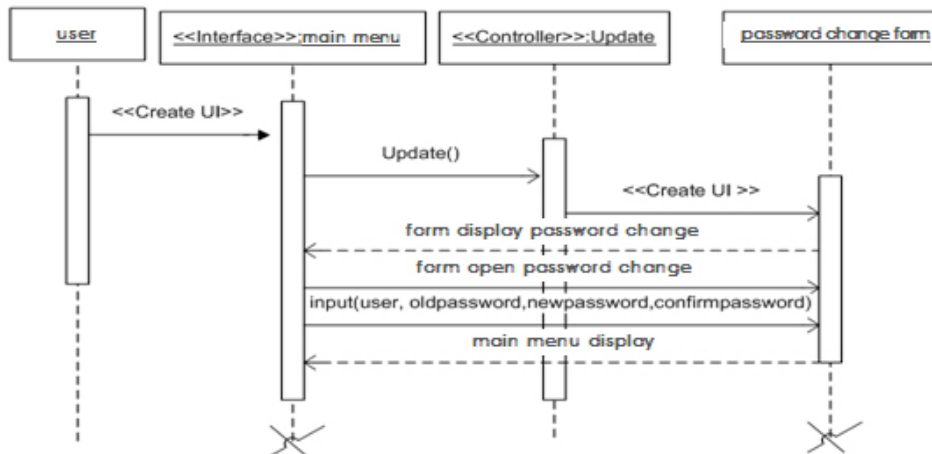 user
<<Interface>>:main menu
<<Controller>>:Update
password change form
<<Create UI>>
Update()
<<Create UI >>
form display password change
form open password change
input(user, oldpassword,newpassword,confirmpassword)
main menu display